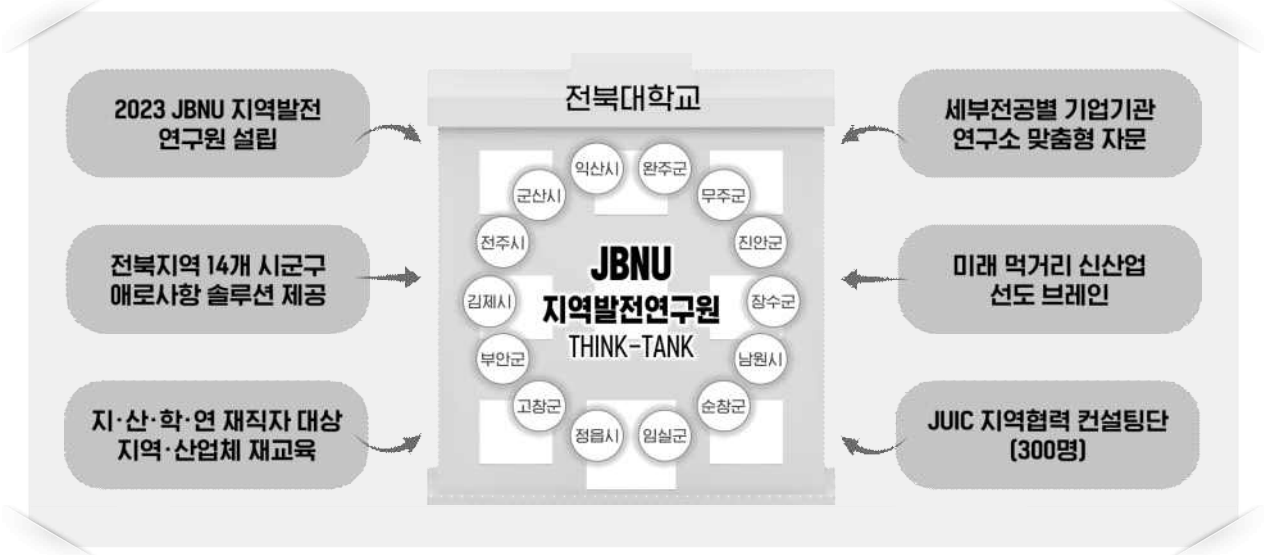 2023 JBNU 지역발전
연구원 설립
전북지역 14개 시군구
애로사항 솔루션 제공
지·산·학·연 재직자 대상
지역·산업체 재교육
전북대학교
익산시
완주군
군산시
무주군
전주시
진안군
김제시
장수군
부안군
남원시
고창군
순창군
정읍시
임실군
JBNU
지역발전연구원
THINK-TANK
세부전공별 기업기관
연구소 맞춤형 자문
미래 먹거리 신산업
선도 브레인
JUIC 지역협력 컨설팅단
(300명)